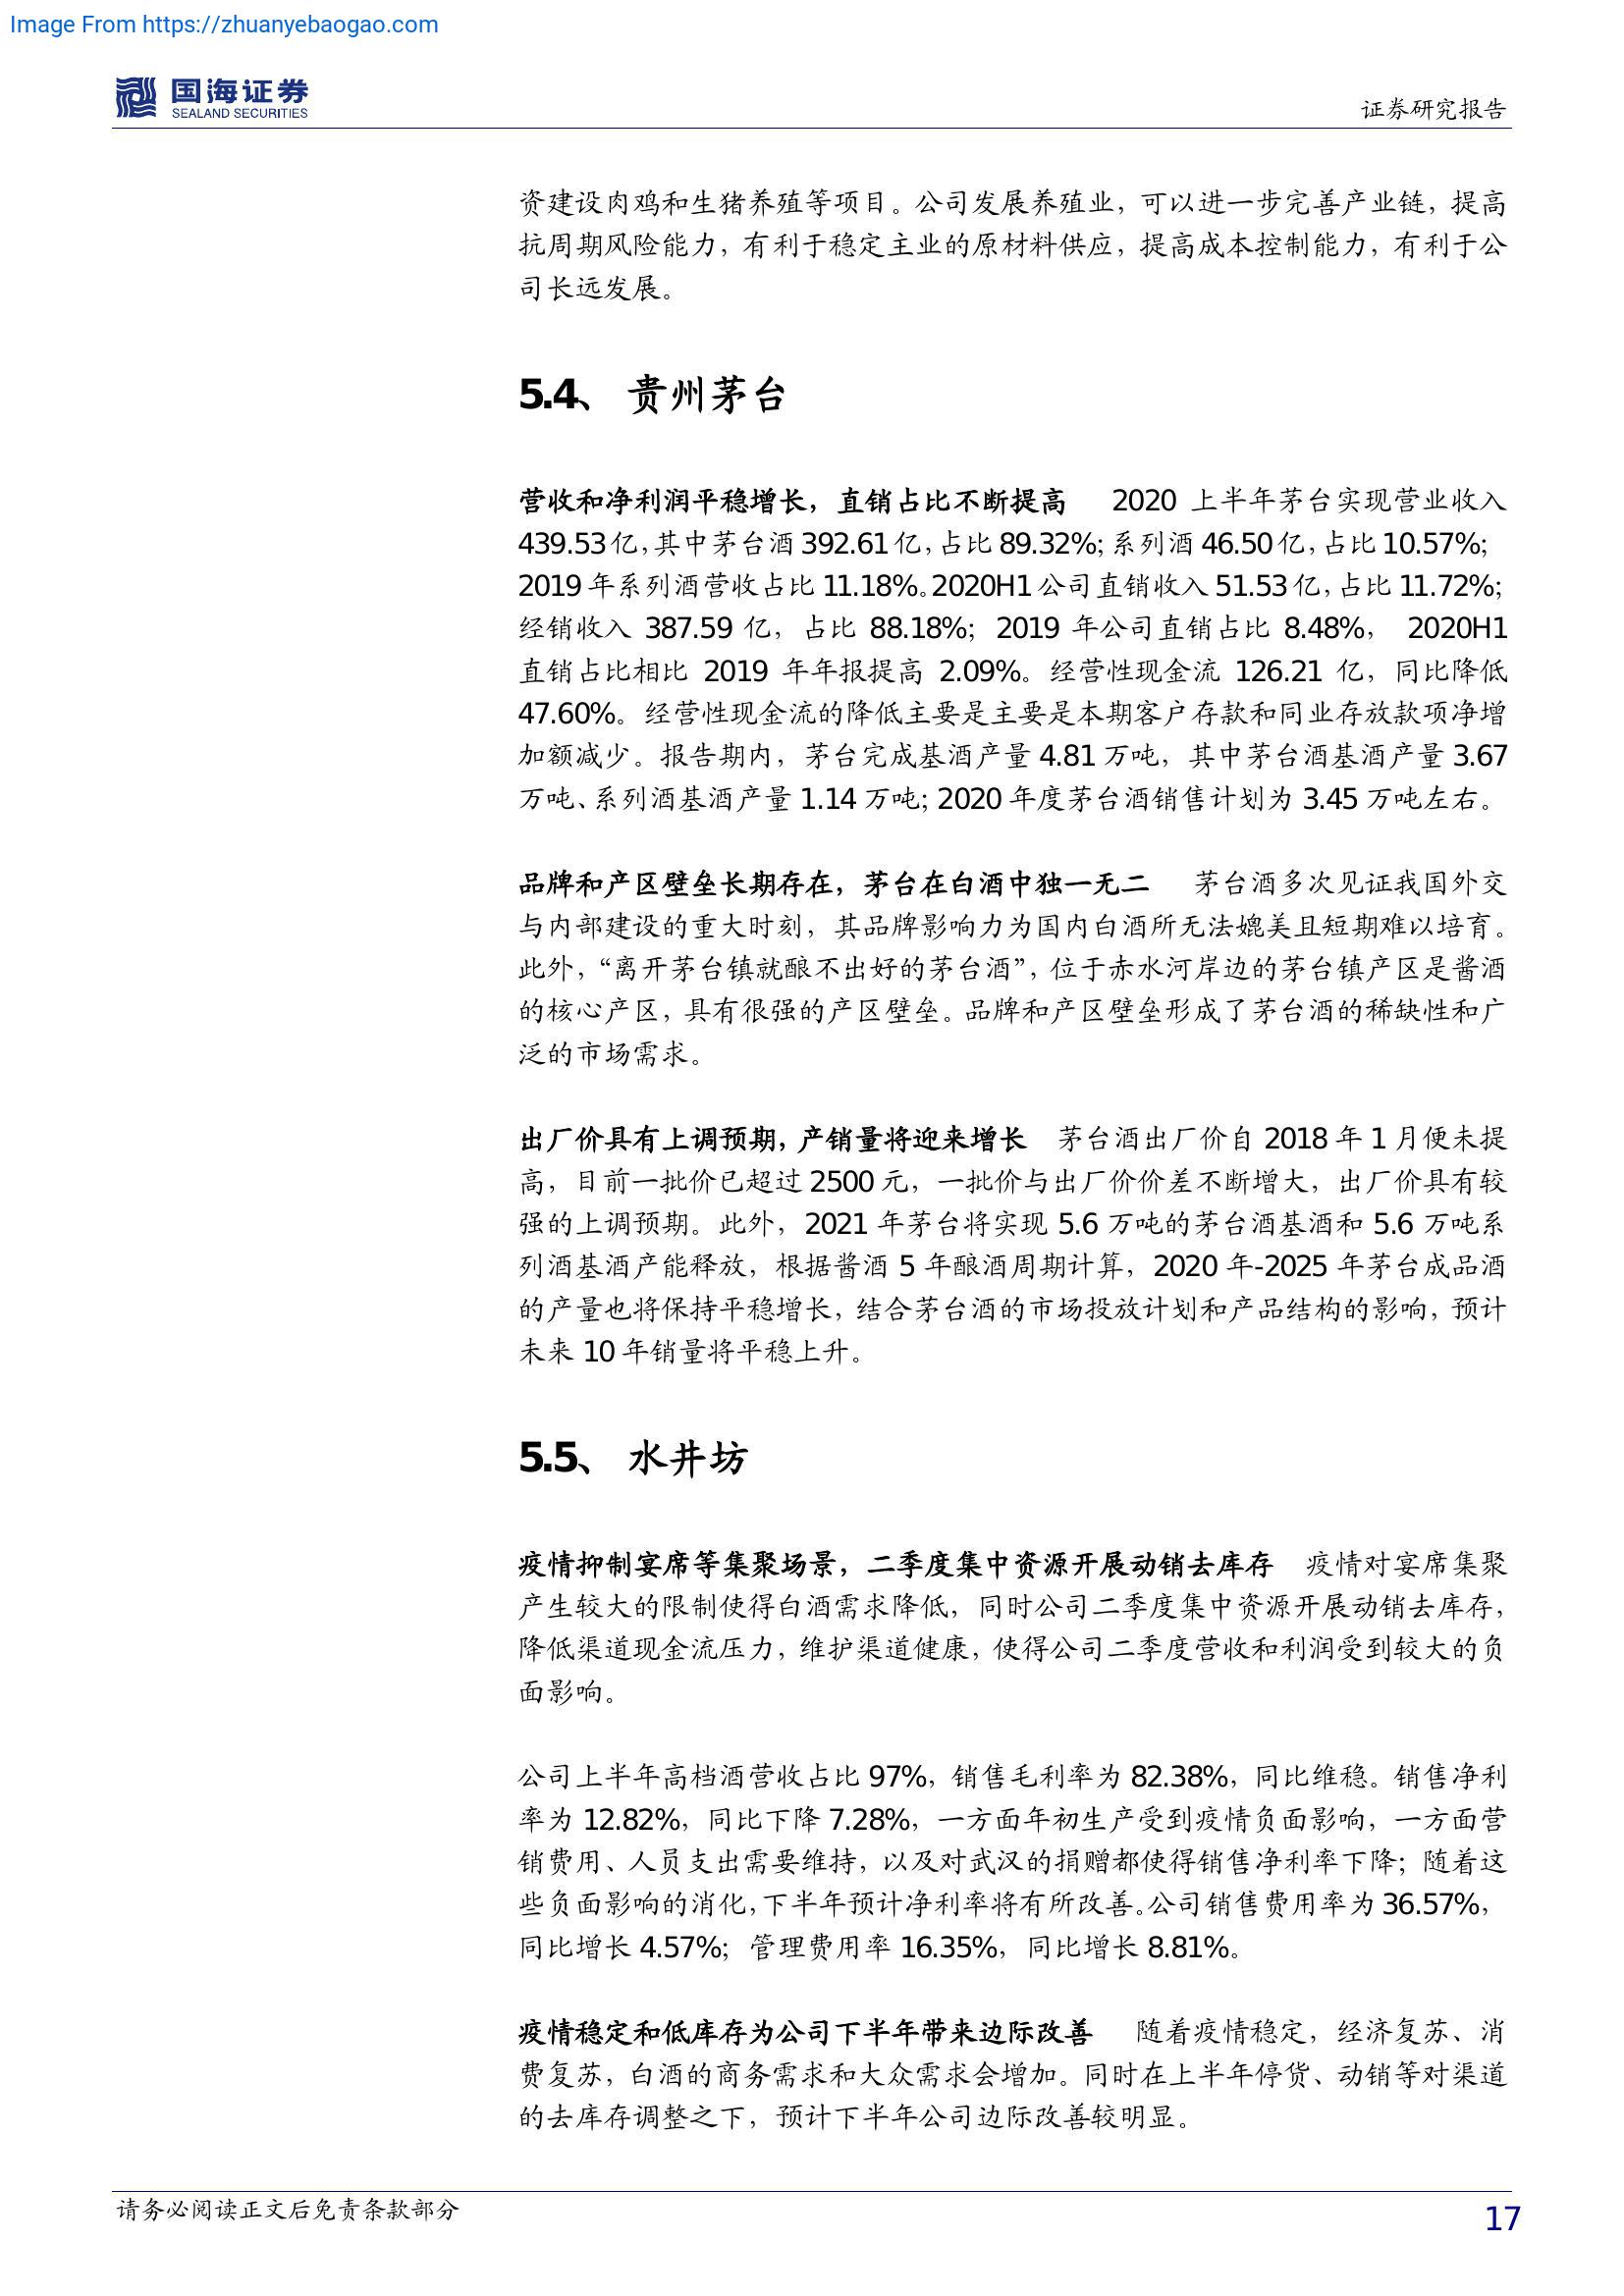 Image From https://zhuanyebaogao.com
国海证券
SEALAND SECURITIES
证券研究报告
资建设肉鸡和生猪养殖等项目。公司发展养殖业，可以进一步完善产业链，提高
抗周期风险能力，有利于稳定主业的原材料供应，提高成本控制能力，有利于公
司长远发展。
5.4、 贵州茅台
营收和净利润平稳增长，直销占比不断提高 2020 上半年茅台实现营业收入
439.53亿，其中茅台酒392.61亿，占比89.32%；系列酒46.50亿，占比10.57%；
2019年系列酒营收占比11.18%。2020H1公司直销收入51.53亿，占比11.72%；
经销收入 387.59 亿，占比 88.18%；2019 年公司直销占比 8.48%， 2020H1
直销占比相比 2019 年年报提高 2.09%。经营性现金流 126.21 亿，同比降低
47.60%。经营性现金流的降低主要是主要是本期客户存款和同业存放款项净增
加额减少。报告期内，茅台完成基酒产量 4.81 万吨，其中茅台酒基酒产量 3.67
万吨、系列酒基酒产量 1.14 万吨；2020 年度茅台酒销售计划为 3.45 万吨左右。
品牌和产区壁垒长期存在，茅台在白酒中独一无二 茅台酒多次见证我国外交
与内部建设的重大时刻，其品牌影响力为国内白酒所无法媲美且短期难以培育。
此外，“离开茅台镇就酿不出好的茅台酒”，位于赤水河岸边的茅台镇产区是酱酒
的核心产区，具有很强的产区壁垒。品牌和产区壁垒形成了茅台酒的稀缺性和广
泛的市场需求。
出厂价具有上调预期，产销量将迎来增长 茅台酒出厂价自 2018 年 1 月便未提
高，目前一批价已超过 2500 元，一批价与出厂价价差不断增大，出厂价具有较
强的上调预期。此外，2021 年茅台将实现 5.6 万吨的茅台酒基酒和 5.6 万吨系
列酒基酒产能释放，根据酱酒 5 年酿酒周期计算，2020 年-2025 年茅台成品酒
的产量也将保持平稳增长，结合茅台酒的市场投放计划和产品结构的影响，预计
未来 10 年销量将平稳上升。
5.5、 水井坊
疫情抑制宴席等集聚场景，二季度集中资源开展动销去库存 疫情对宴席集聚
产生较大的限制使得白酒需求降低，同时公司二季度集中资源开展动销去库存，
降低渠道现金流压力，维护渠道健康，使得公司二季度营收和利润受到较大的负
面影响。
公司上半年高档酒营收占比 97%，销售毛利率为 82.38%，同比维稳。销售净利
率为 12.82%，同比下降 7.28%，一方面年初生产受到疫情负面影响，一方面营
销费用、人员支出需要维持，以及对武汉的捐赠都使得销售净利率下降；随着这
些负面影响的消化，下半年预计净利率将有所改善。公司销售费用率为 36.57%，
同比增长 4.57%；管理费用率 16.35%，同比增长 8.81%。
疫情稳定和低库存为公司下半年带来边际改善 随着疫情稳定，经济复苏、消
费复苏，白酒的商务需求和大众需求会增加。同时在上半年停货、动销等对渠道
的去库存调整之下，预计下半年公司边际改善较明显。
请务必阅读正文后免责条款部分
17